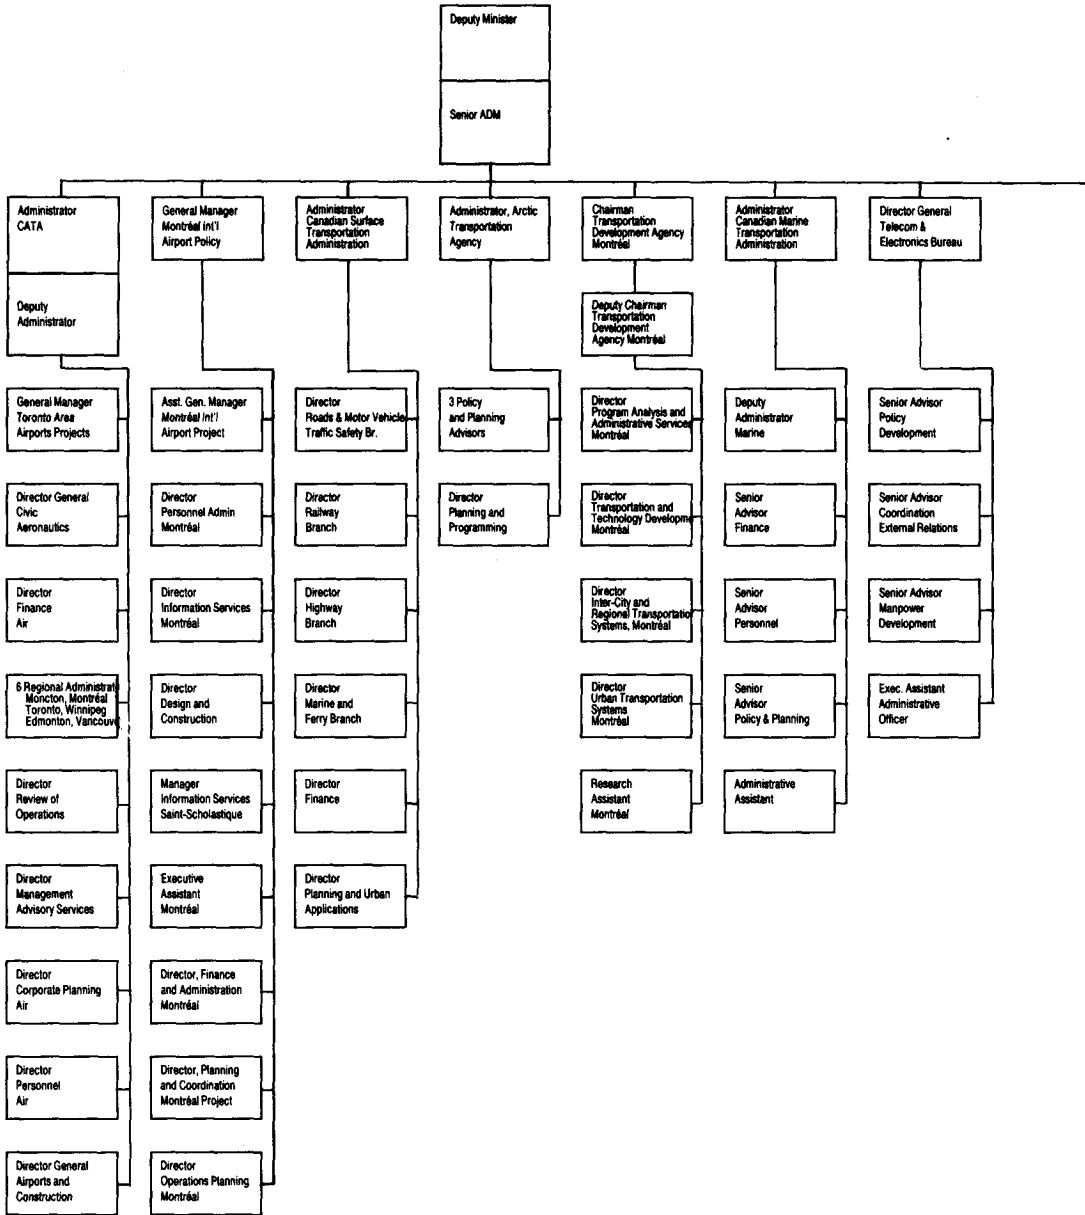 Deputy Minister
Senior ADM
Administrator
CATA
Deputy
Administrator
General Manager
Toronto Area
Airports Projects
Director General
Civic
Aeronautics
Director
Finance
Air
6 Regional Administrat
Moncton, Montréal
Toronto, Winnipeg
Edmonton, Vancouve
Director
Review of
Operations
Director
Management
Advisory Services
Director
Corporate Planning
Air
Director
Personnel
Air
Director General
Airports and
Construction
General Manager
Montréal Int'l
Airport Policy
Asst. Gen. Manager
Montréal Int'l
Airport Project
Director
Personnel Admin
Montréal
Director
Information Services
Montréal
Director
Design and
Construction
Manager
Information Services
Saint-Scholastique
Executive
Assistant
Montréal
Director, Finance
and Administration
Montréal
Director, Planning
and Coordination
Montréal Project
Director
Operations Planning
Montréal
Administrator
Canadian Surface
Transportation
Administration
Director
Roads & Motor Vehicle
Traffic Safety Br.
Director
Railway
Branch
Director
Highway
Branch
Director
Marine and
Ferry Branch
Director
Finance
Director
Planning and Urban
Applications
Administrator, Arctic
Transportation
Agency
3 Policy
and Planning
Advisors
Director
Planning and
Programming
Chairman
Transportation
Development Agency
Montréal
Deputy Chairman
Transportation
Development
Agency Montréal
Director
Program Analysis and
Administrative Services
Montréal
Director
Transportation and
Technology Developme
Montréal
Director
Inter-City and
Regional Transportation
Systems, Montréal
Director
Urban Transportation
Systems
Montréal
Research
Assistant
Montréal
Administrator
Canadian Marine
Transportation
Administration
Deputy
Administrator
Marine
Senior
Advisor
Finance
Senior
Advisor
Personnel
Senior
Advisor
Policy & Planning
Administrative
Assistant
Director General
Telecom &
Electronics Bureau
Senior Advisor
Policy
Development
Senior Advisor
Coordination
External Relations
Senior Advisor
Manpower
Development
Exec. Assistant
Administrative
Officer